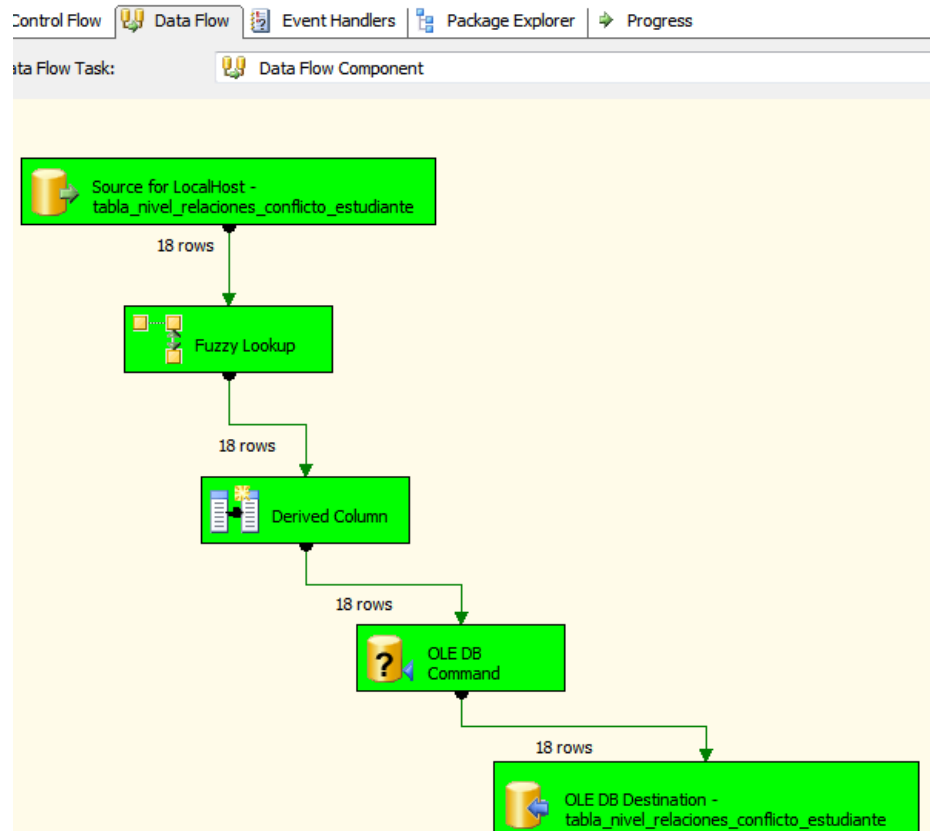 Control Flow Data Flow Event Handlers Package Explorer Progress
ata Flow Task: Data Flow Component
Source for LocalHost -
tabla_nivel_relaciones_conflicto_estudiante
18 rows
Fuzzy Lookup
18 rows
Derived Column
18 rows
?
OLE DB
Command
18 rows
OLE DB Destination -
tabla_nivel_relaciones_conflicto_estudiante